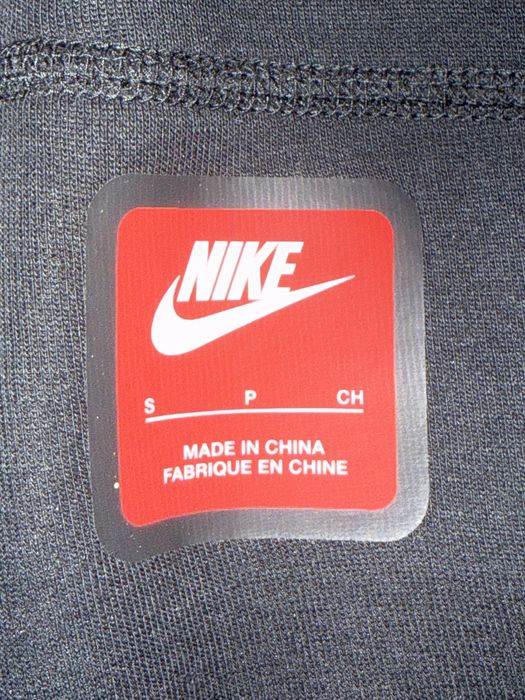 NIKE
S P CH
MADE IN CHINA
FABRIQUE EN CHINE